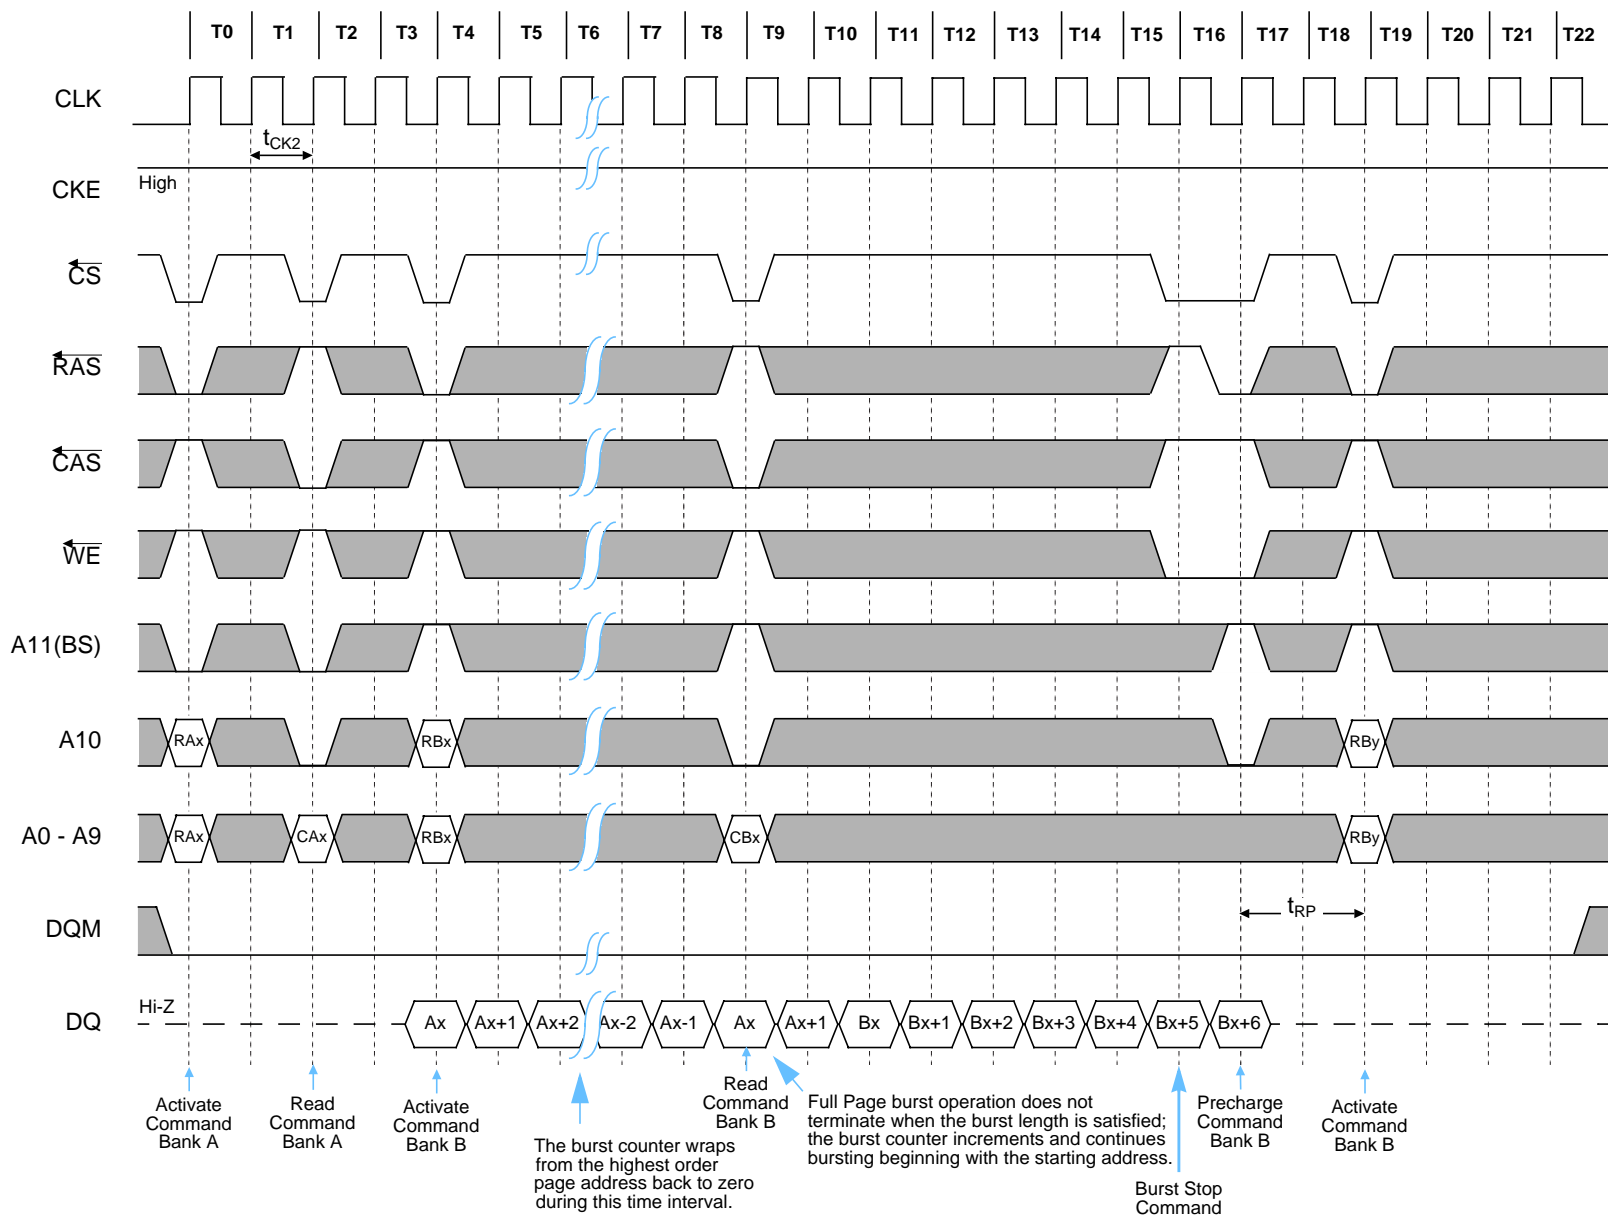 T0 T1 T2 T3 T4 T5 T6 T7 T8 T9 T10 T11 T12 T13 T14 T15 T16 T17 T18 T19 T20 T21 T22
CLK
tCK2
CKE
High
CS
RAS
CAS
WE
A11(BS)
A10
RAx RBx RBy
A0 - A9
RAx CAx RBx CBx RBy
DQM
tRP
DQ
Hi-Z
Ax Ax+1 Ax+2 Ax-2 Ax-1 Ax Ax+1 Bx Bx+1 Bx+2 Bx+3 Bx+4 Bx+5 Bx+6
Activate
Command
Bank A
Read
Command
Bank A
Activate
Command
Bank B
The burst counter wraps
from the highest order
page address back to zero
during this time interval.
Read
Command
Bank B
Full Page burst operation does not
terminate when the burst length is satisfied;
the burst counter increments and continues
bursting beginning with the starting address.
Burst Stop
Command
Precharge
Command
Bank B
Activate
Command
Bank B